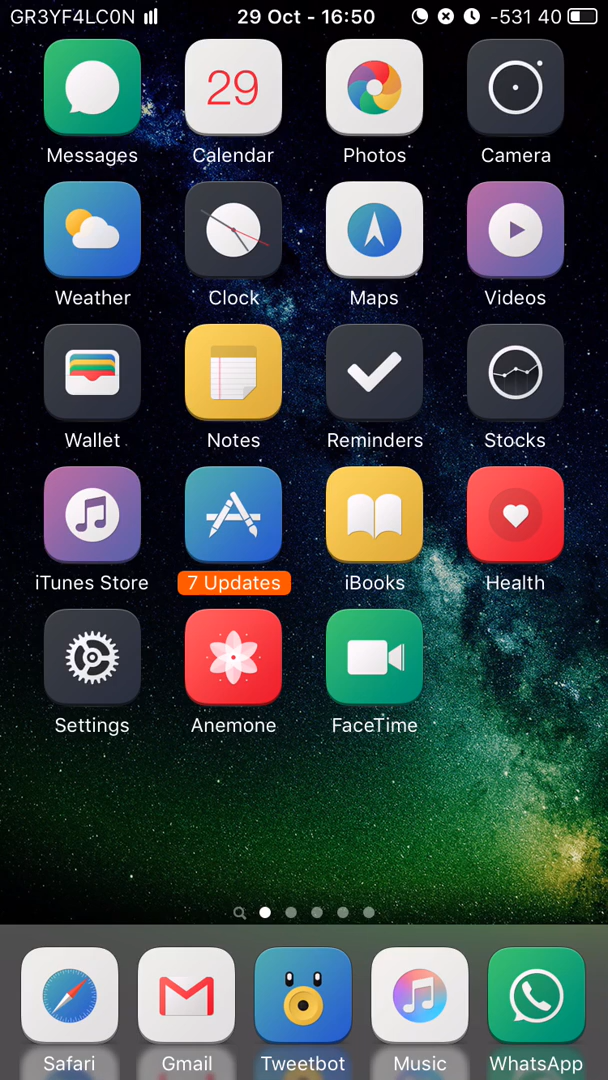 GR3YF4LC0N 29 Oct - 16:50 -531 40
29
Messages Calendar Photos Camera
Weather Clock Maps Videos
Wallet Notes Reminders Stocks
iTunes Store 7 Updates iBooks Health
Settings Anemone FaceTime
Safari Gmail Tweetbot Music WhatsApp